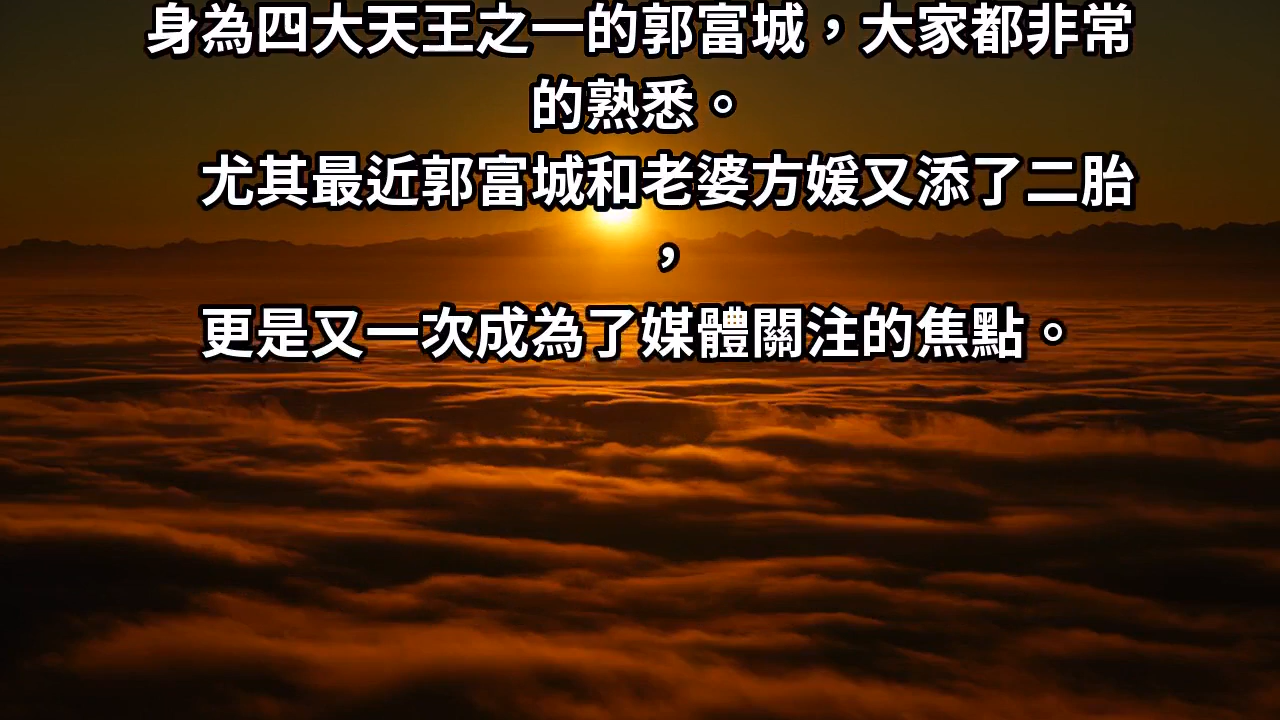 身為四大天王之一的郭富城，大家都非常
的熟悉。
尤其最近郭富城和老婆方媛又添了二胎
，
更是又一次成為了媒體關注的焦點。